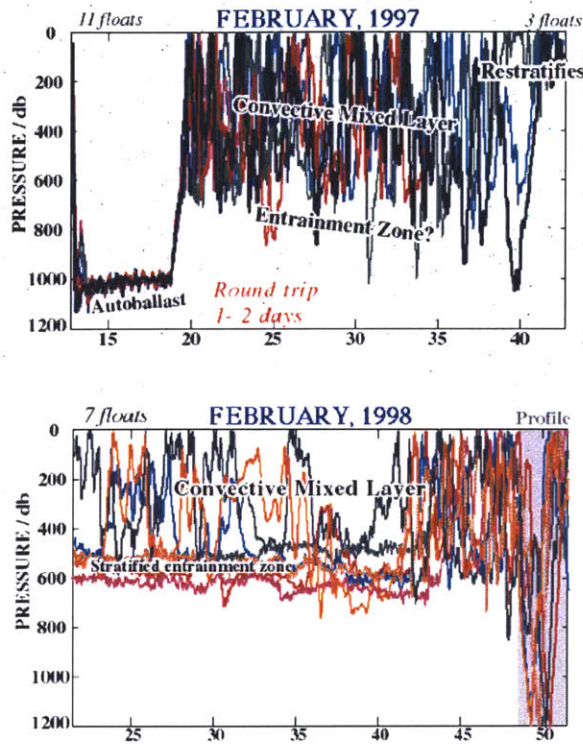 11 floats FEBRUARY, 1997 3 floats
PRESSURE / db
0
200
400
600
800
1000
1200
Restratifies
Convective Mixed Layer
Entrainment Zone?
Autoballast
Round trip
1- 2 days
15 20 25 30 35 40
7 floats FEBRUARY, 1998 Profile
PRESSURE / db
0
200
400
600
800
1000
1200
Convective Mixed Layer
Stratified entrainment zone
25 30 35 40 45 50